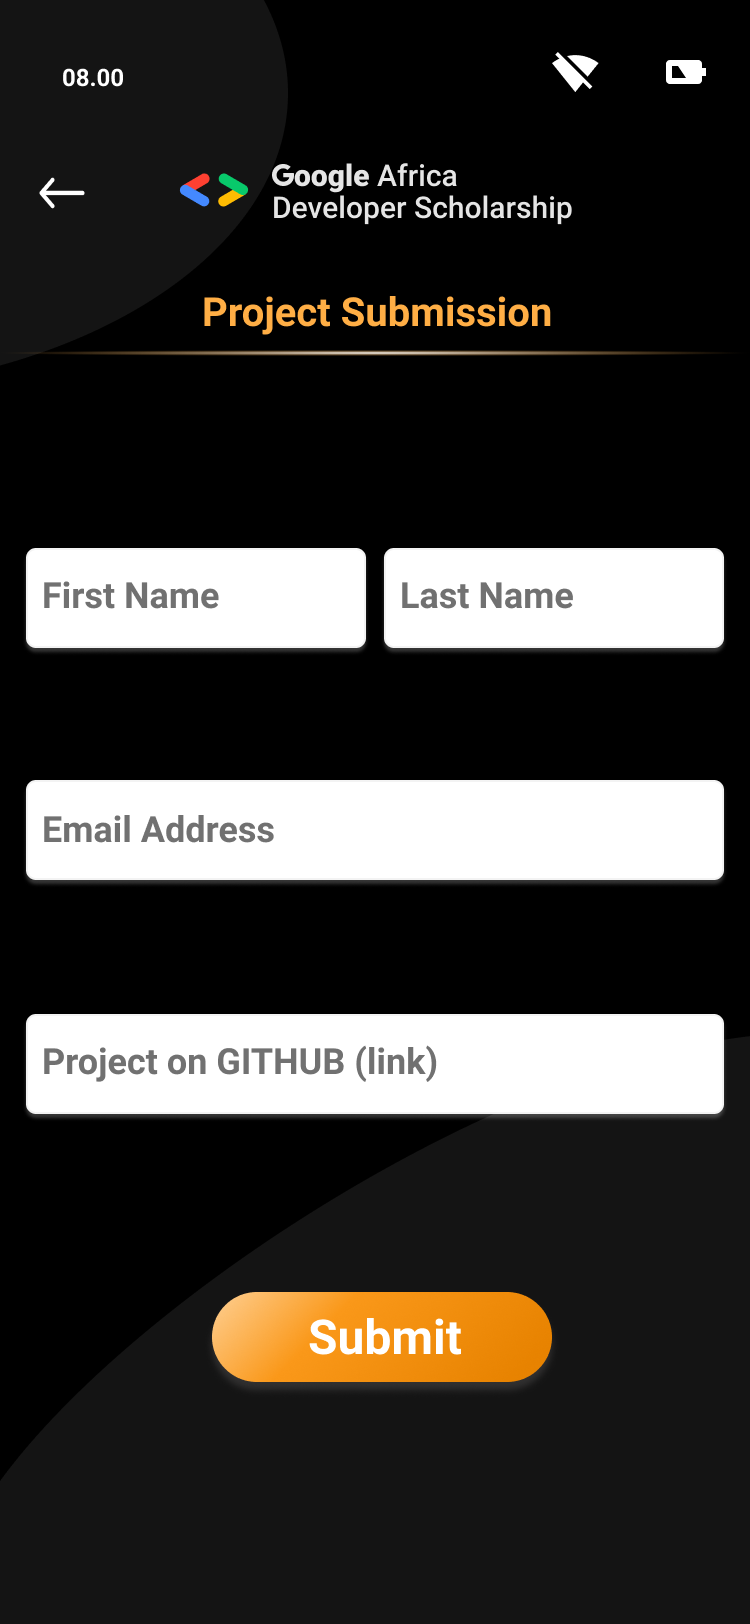 08.00
Google Africa
Developer Scholarship
Project Submission
First Name
Last Name
Email Address
Project on GITHUB (link)
Submit